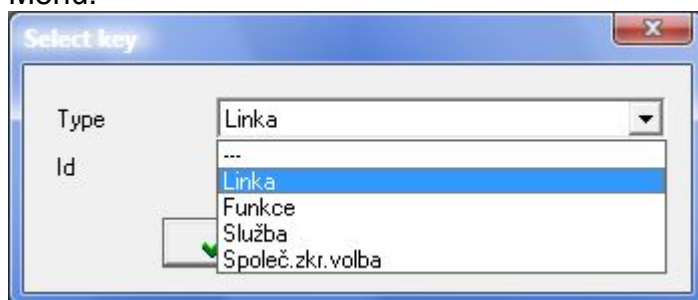 Menu:
Select key
Type Linka
Id
---
Linka
Funkce
Služba
Společ.zkr.volba